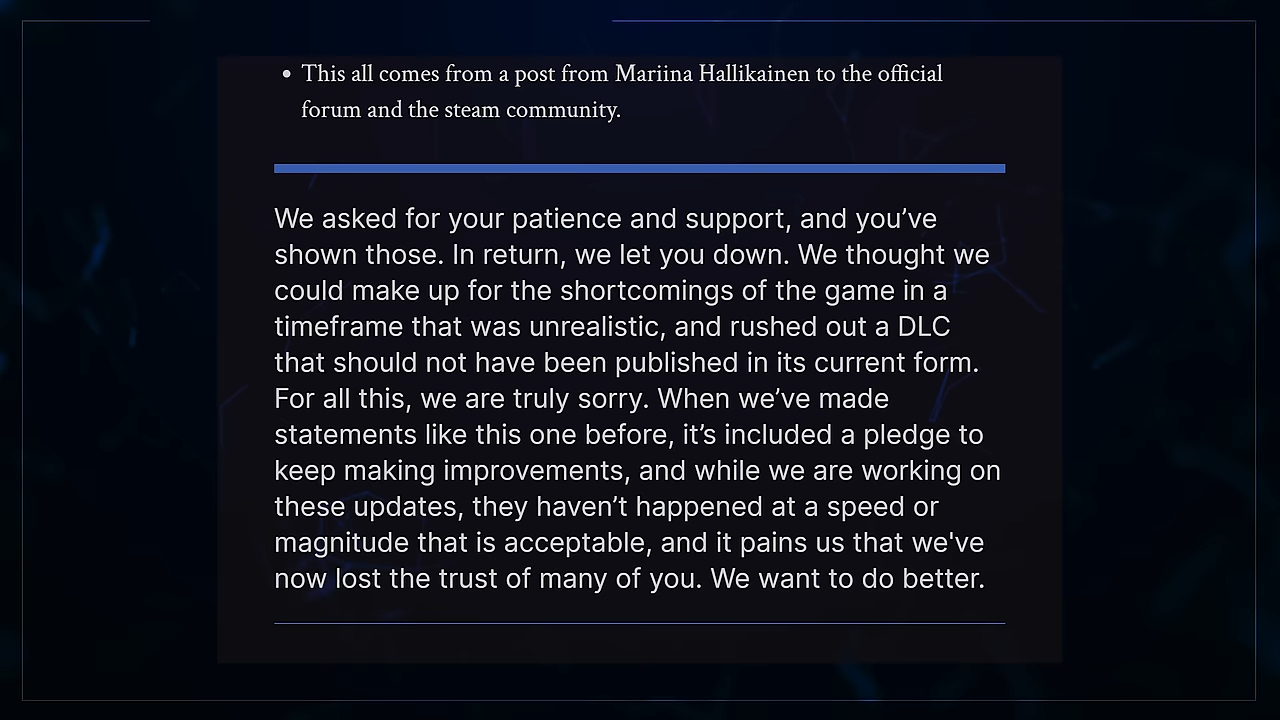 • This all comes from a post from Mariina Hallikainen to the official
forum and the steam community.
We asked for your patience and support, and you’ve
shown those. In return, we let you down. We thought we
could make up for the shortcomings of the game in a
timeframe that was unrealistic, and rushed out a DLC
that should not have been published in its current form.
For all this, we are truly sorry. When we’ve made
statements like this one before, it’s included a pledge to
keep making improvements, and while we are working on
these updates, they haven’t happened at a speed or
magnitude that is acceptable, and it pains us that we've
now lost the trust of many of you. We want to do better.